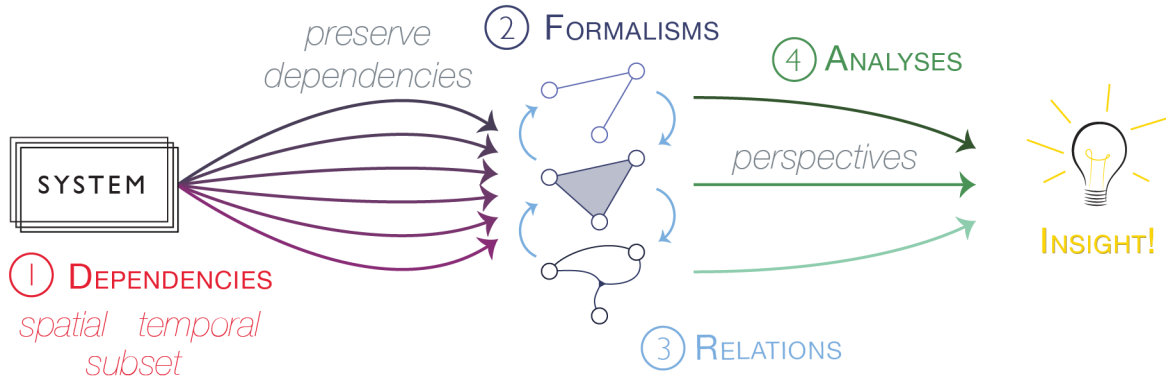 preserve
dependencies
SYSTEM
1 DEPENDENCIES
spatial temporal
subset
2 FORMALISMS
3 RELATIONS
4 ANALYSES
perspectives
INSIGHT!